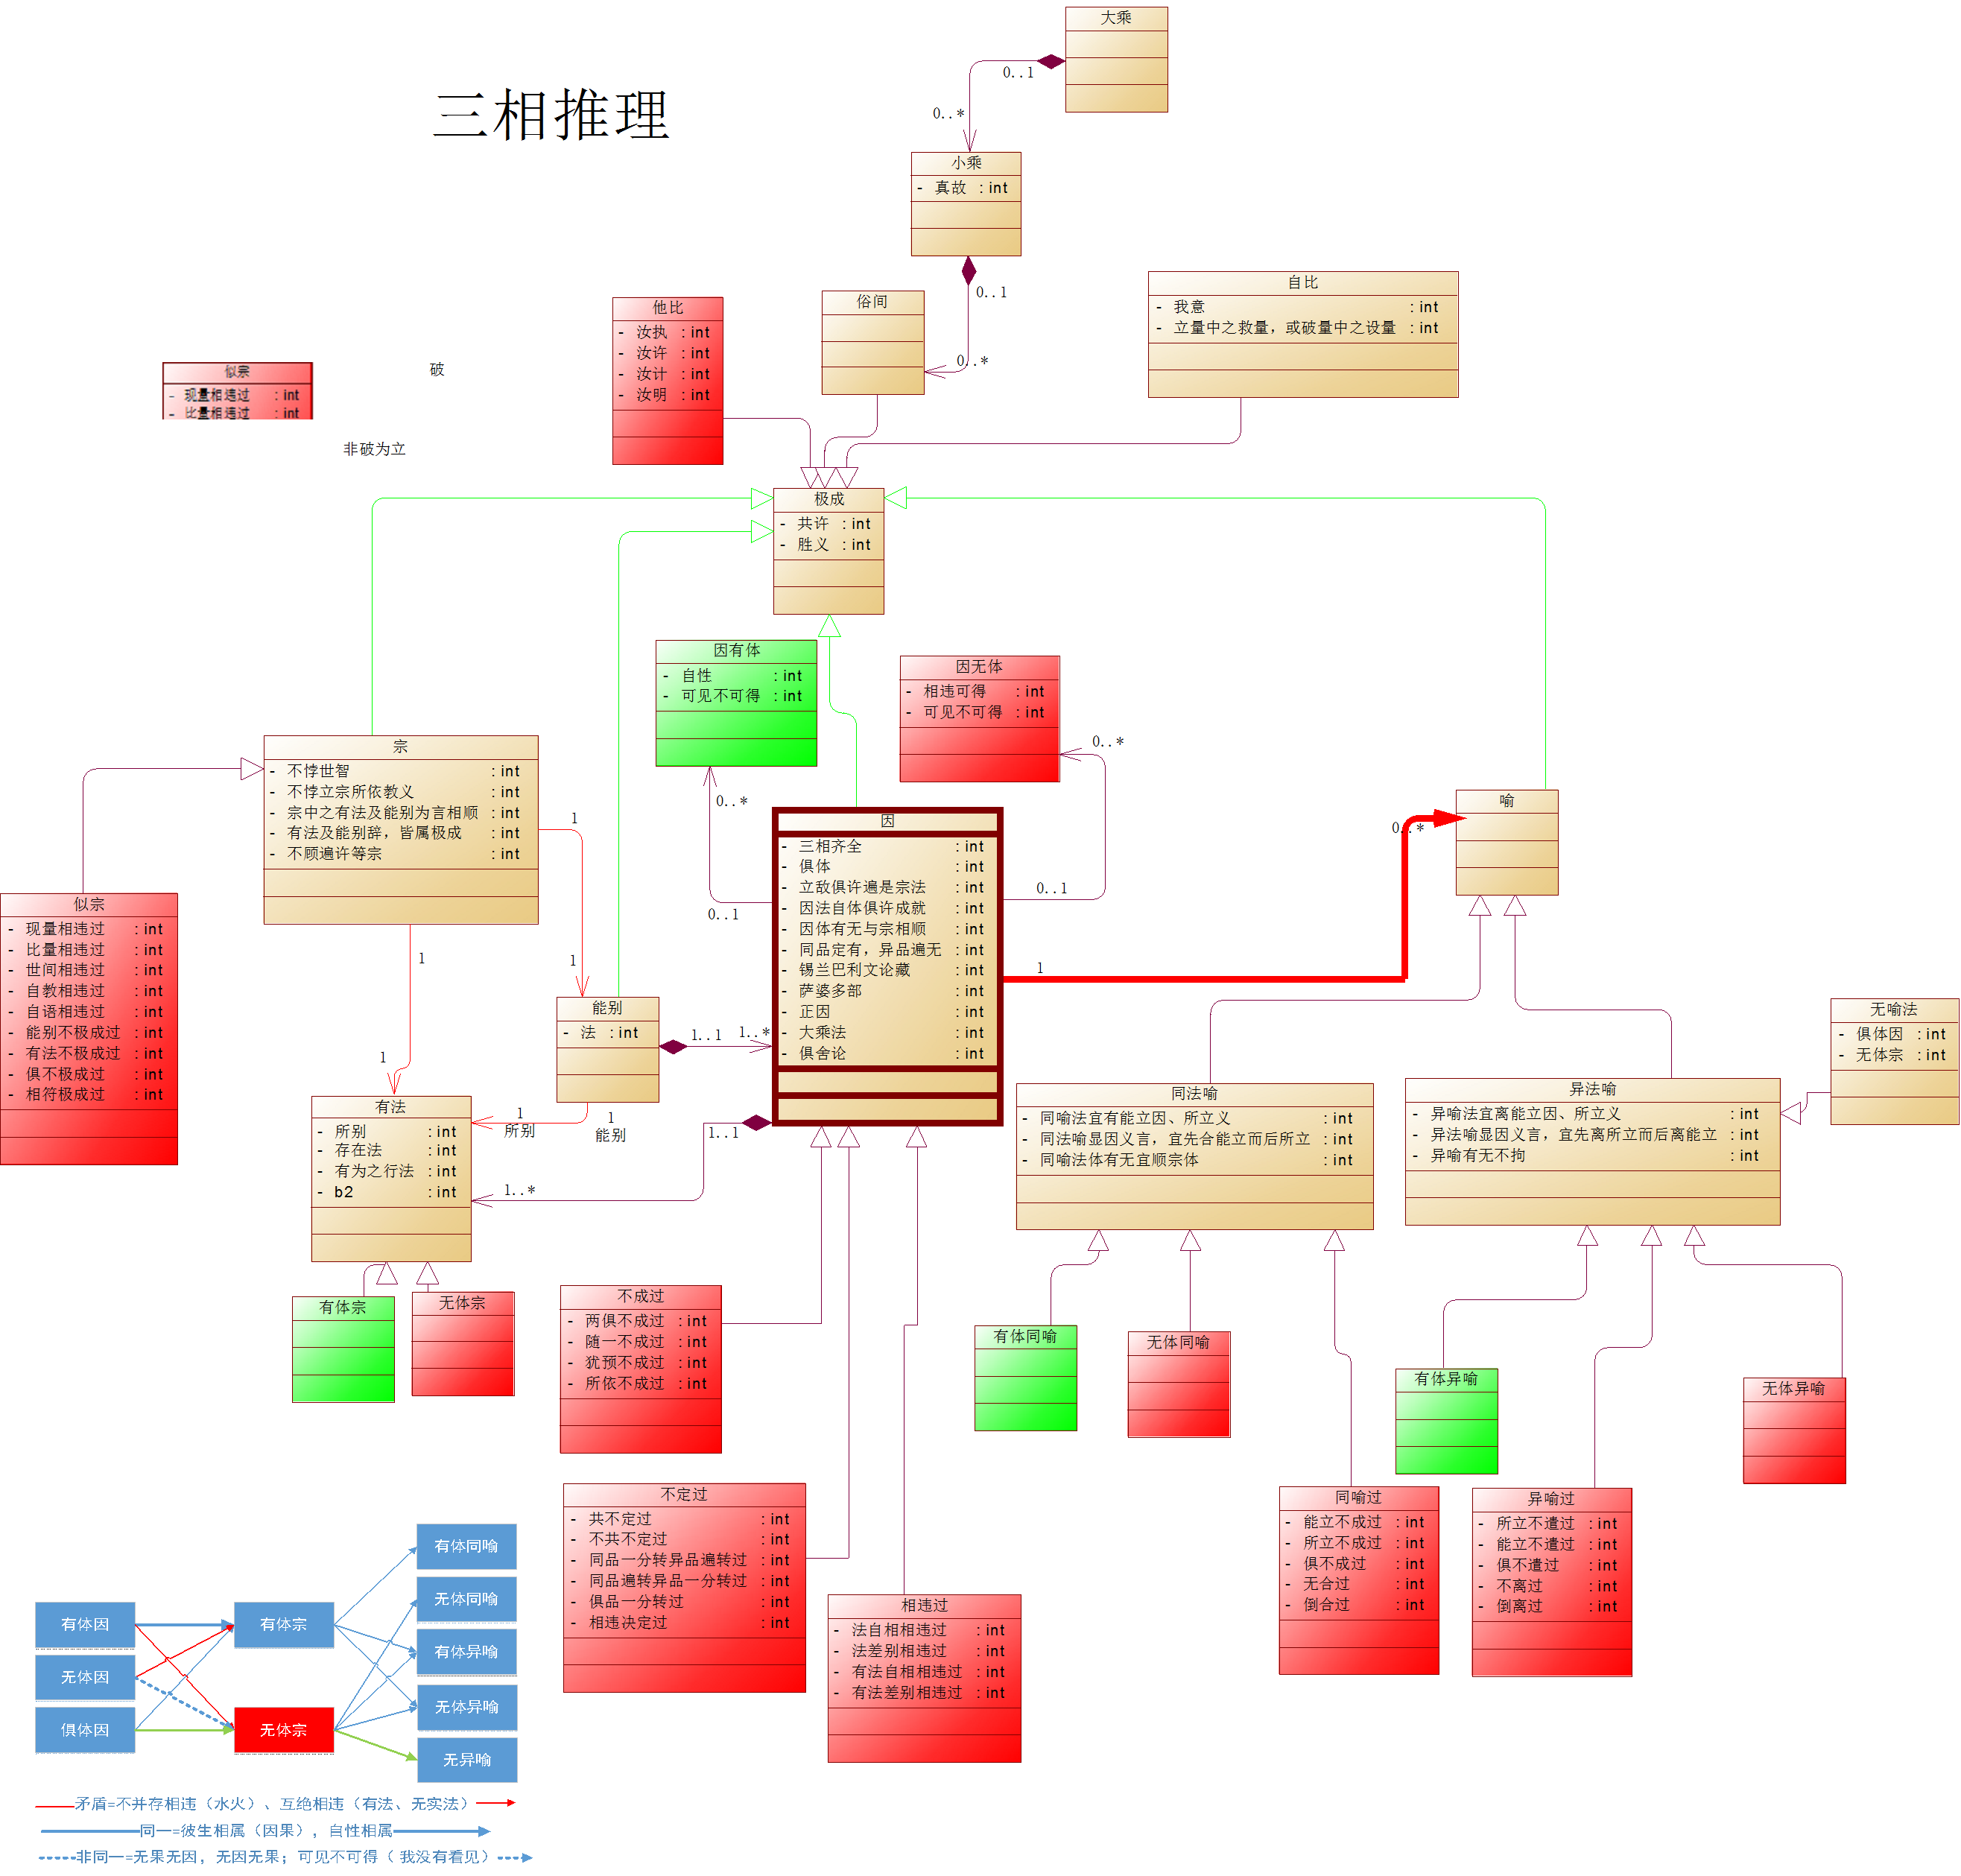 三相推理
大乘
0..1
0..*
小乘
- 真故 : int
0..1
0..*
俗间
他比
- 汝执 : int
- 汝许 : int
- 汝计 : int
- 汝明 : int
自比
- 我意 : int
- 立量中之救量，或破量中之设量 : int
似宗
- 现量相违过 : int
- 比量相违过 : int
破
非破为立
极成
- 共许 : int
- 胜义 : int
因有体
- 自性 : int
- 可见不可得 : int
因无体
- 相违可得 : int
- 可见不可得 : int
0..*
0..1
0..*
0..1
宗
- 不悖世智 : int
- 不悖立宗所依教义 : int
- 宗中之有法及能别为言相顺 : int
- 有法及能别辞，皆属极成 : int
- 不顾遍许等宗 : int
1
1
1
1
似宗
- 现量相违过 : int
- 比量相违过 : int
- 世间相违过 : int
- 自教相违过 : int
- 自语相违过 : int
- 能别不极成过 : int
- 有法不极成过 : int
- 俱不极成过 : int
- 相符极成过 : int
因
- 三相齐全 : int
- 俱体 : int
- 立敌俱许遍是宗法 : int
- 因法自体俱许成就 : int
- 因体有无与宗相顺 : int
- 同品定有，异品遍无 : int
- 锡兰巴利文论藏 : int
- 萨婆多部 : int
- 正因 : int
- 大乘法 : int
- 俱舍论 : int
1
0..*
喻
能别
- 法 : int
1..1
1..*
1
所别
1
能别
1..1
1..*
有法
- 所别 : int
- 存在法 : int
- 有为之行法 : int
- b2 : int
有体宗
无体宗
同法喻
- 同喻法宜有能立因、所立义 : int
- 同法喻显因义言，宜先合能立而后所立 : int
- 同喻法体有无宜顺宗体 : int
异法喻
- 异喻法宜离能立因、所立义 : int
- 异法喻显因义言，宜先离所立而后离能立 : int
- 异喻有无不拘 : int
无喻法
- 俱体因 : int
- 无体宗 : int
不成过
- 两俱不成过 : int
- 随一不成过 : int
- 犹预不成过 : int
- 所依不成过 : int
不定过
- 共不定过 : int
- 不共不定过 : int
- 同品一分转异品遍转过 : int
- 同品遍转异品一分转过 : int
- 俱品一分转过 : int
- 相违决定过 : int
相违过
- 法自相相违过 : int
- 法差别相违过 : int
- 有法自相相违过 : int
- 有法差别相违过 : int
有体同喻
无体同喻
有体异喻
无体异喻
同喻过
- 能立不成过 : int
- 所立不成过 : int
- 俱不成过 : int
- 无合过 : int
- 倒合过 : int
异喻过
- 所立不遣过 : int
- 能立不遣过 : int
- 俱不遣过 : int
- 不离过 : int
- 倒离过 : int
有体因
无体因
俱体因
有体宗
无体宗
有体同喻
无体同喻
有体异喻
无体异喻
无异喻
矛盾=不并存相违（水火）、互绝相违（有法、无实法）
同一=彼生相属（因果），自性相属
非同一=无果无因，无因无果；可见不可得（ 我没有看见）